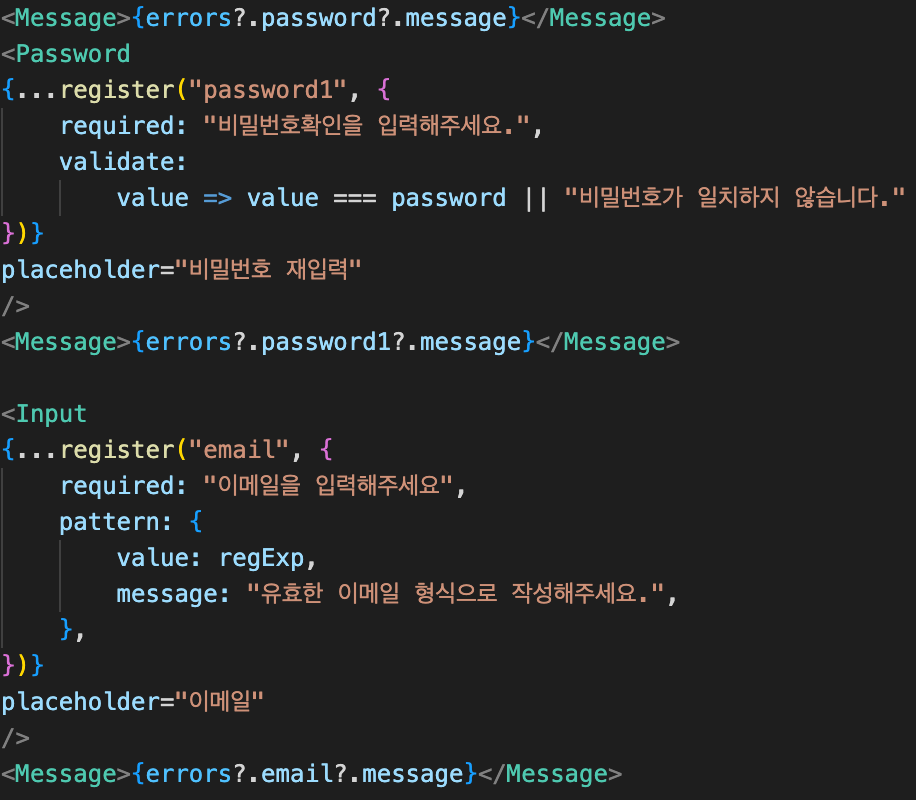 <Message>{errors?.password?.message}</Message>
<Password
{...register("password1", {
    required: "비밀번호확인을 입력해주세요.",
    validate:
        value => value === password || "비밀번호가 일치하지 않습니다."
})}
placeholder="비밀번호 재입력"
/>
<Message>{errors?.password1?.message}</Message>

<Input
{...register("email", {
    required: "이메일을 입력해주세요",
    pattern: {
        value: regExp,
        message: "유효한 이메일 형식으로 작성해주세요.",
    },
})}
placeholder="이메일"
/>
<Message>{errors?.email?.message}</Message>